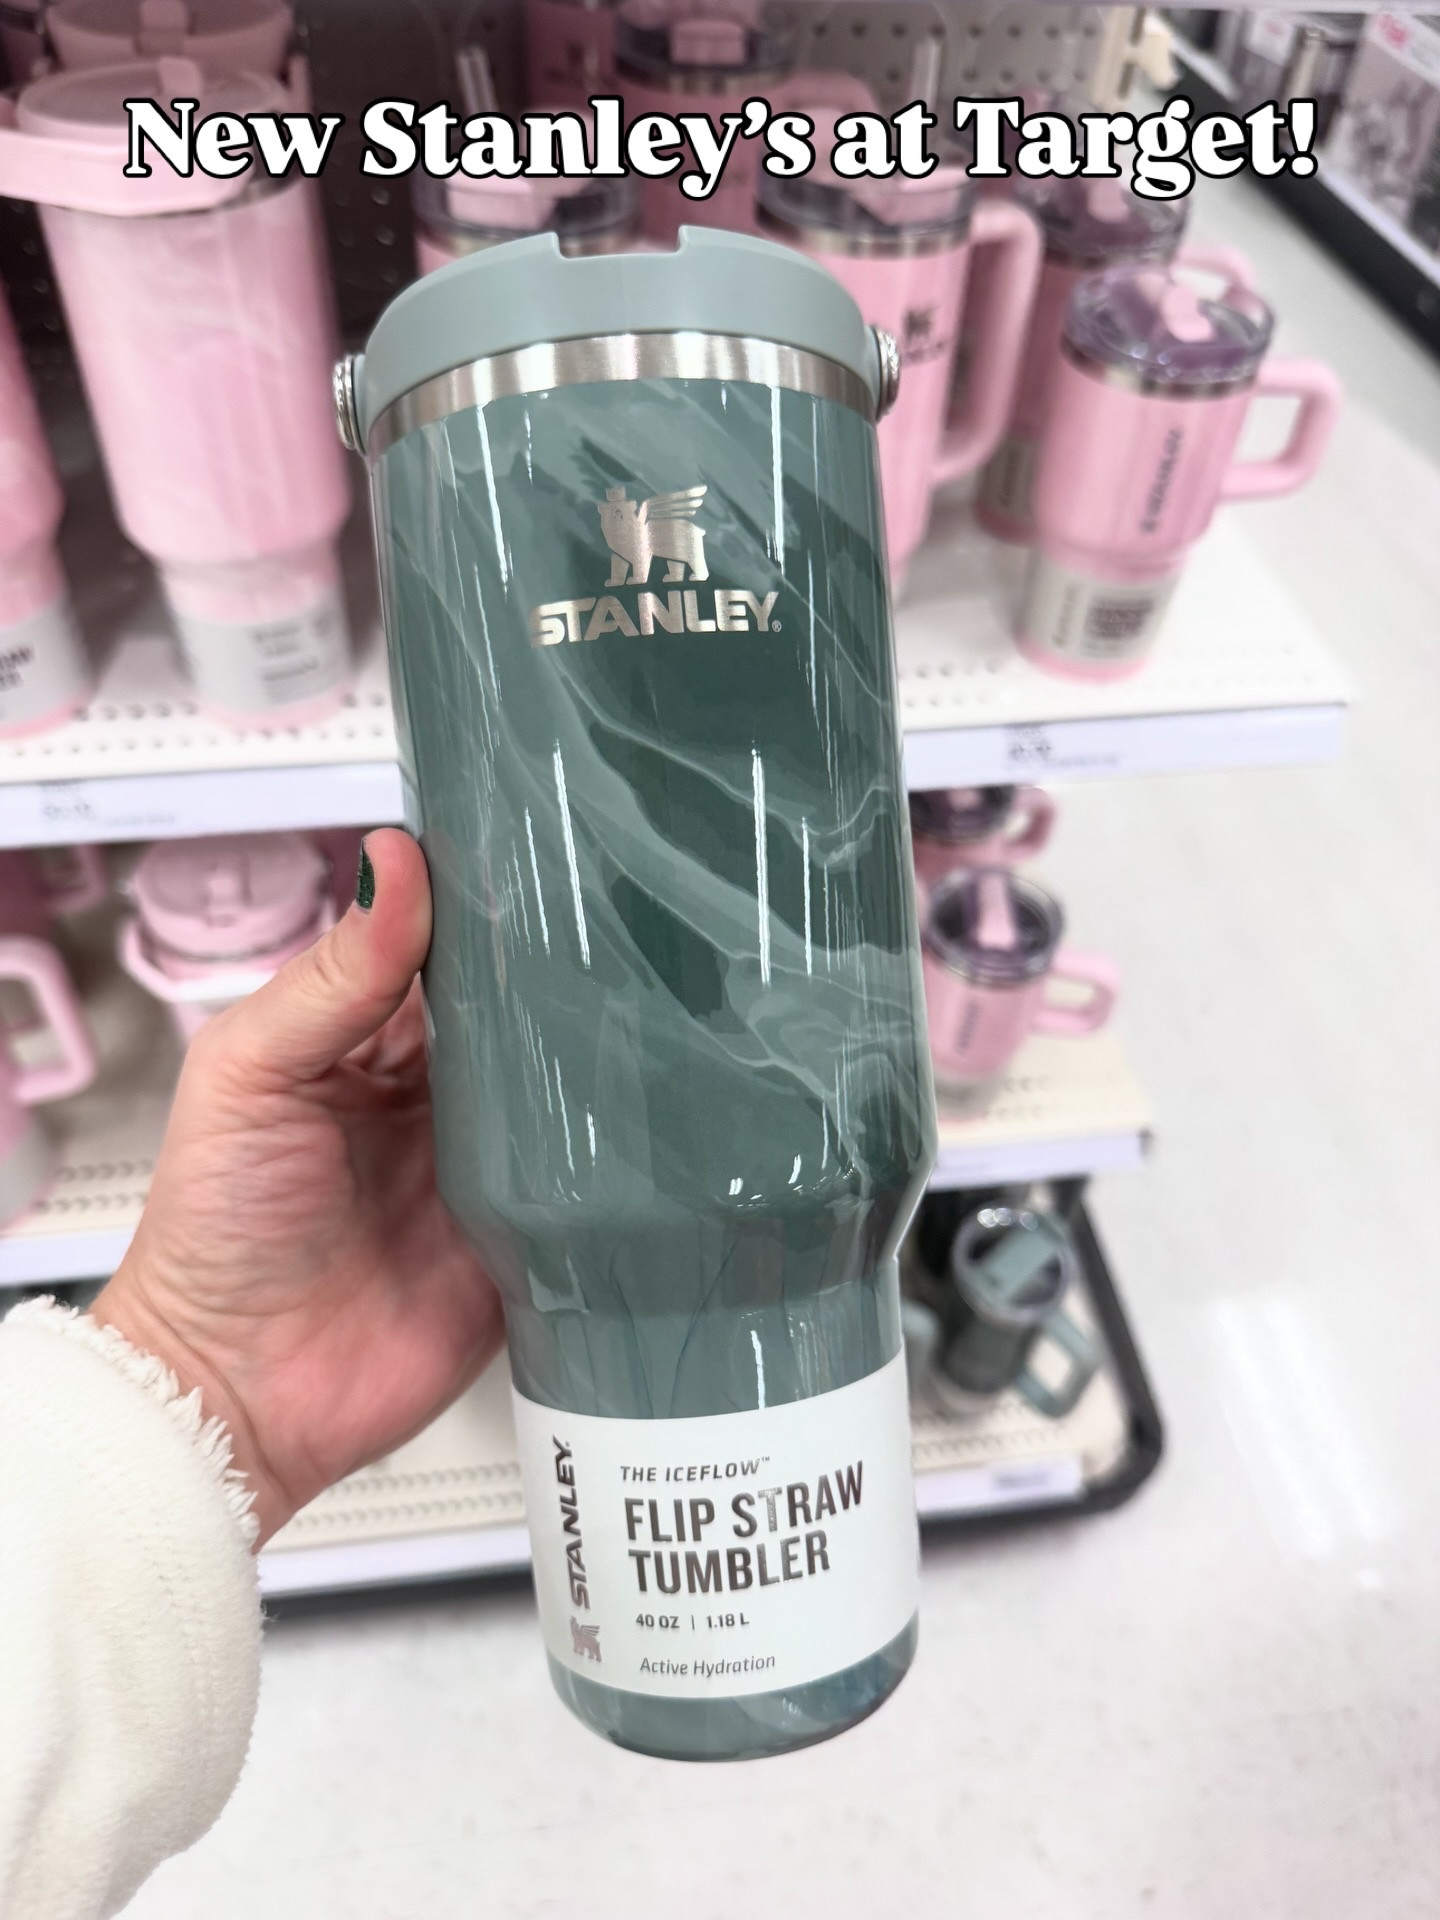 New Stanley's at Target!
STANLEY®
STANLEY®
THE ICEFLOW™
FLIP STRAW
TUMBLER
40 OZ | 1.18 L
Active Hydration